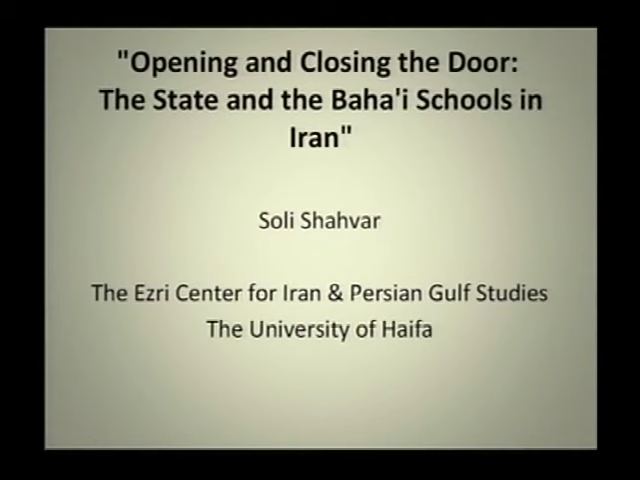 "Opening and Closing the Door:
The State and the Baha'i Schools in
Iran"
Soli Shahvar
The Ezri Center for Iran & Persian Gulf Studies
The University of Haifa